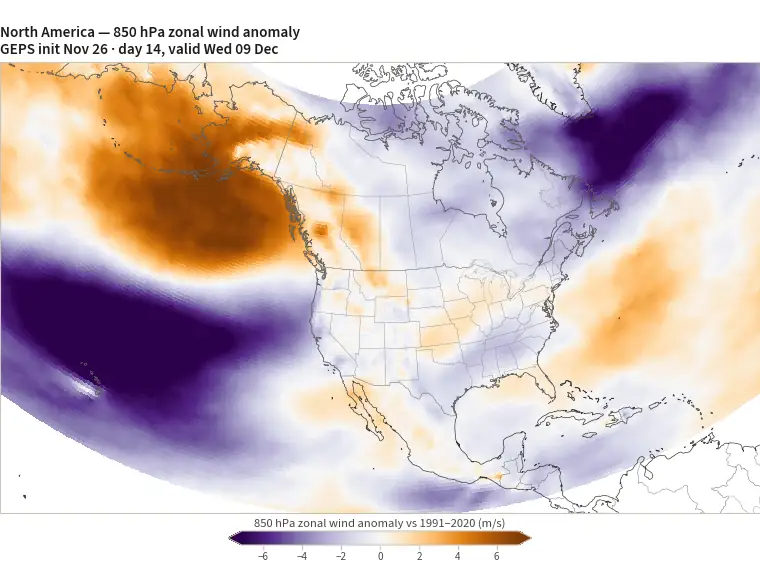 North America — 850 hPa zonal wind anomaly
GEPS init Nov 26 · day 14, valid Wed 09 Dec
850 hPa zonal wind anomaly vs 1991–2020 (m/s)
−6 −4 −2 0 2 4 6